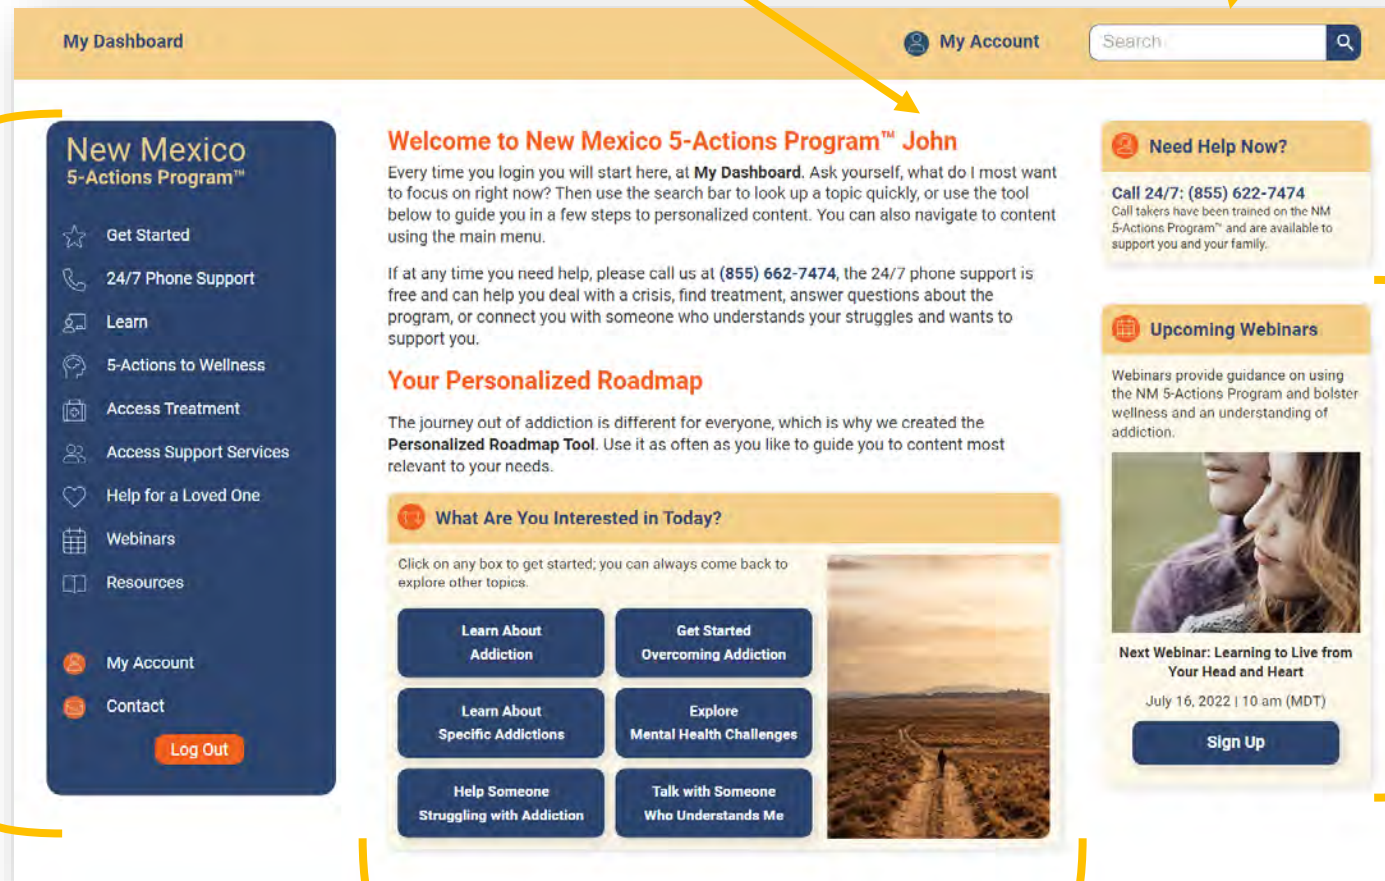 My Dashboard
My Account
Search
New Mexico
5-Actions Program™
Get Started
24/7 Phone Support
Learn
5-Actions to Wellness
Access Treatment
Access Support Services
Help for a Loved One
Webinars
Resources
My Account
Contact
Log Out
Welcome to New Mexico 5-Actions Program™ John
Every time you login you will start here, at My Dashboard. Ask yourself, what do I most want
to focus on right now? Then use the search bar to look up a topic quickly, or use the tool
below to guide you in a few steps to personalized content. You can also navigate to content
using the main menu.
If at any time you need help, please call us at (855) 662-7474, the 24/7 phone support is
free and can help you deal with a crisis, find treatment, answer questions about the
program, or connect you with someone who understands your struggles and wants to
support you.
Your Personalized Roadmap
The journey out of addiction is different for everyone, which is why we created the
Personalized Roadmap Tool. Use it as often as you like to guide you to content most
relevant to your needs.
What Are You Interested in Today?
Click on any box to get started; you can always come back to
explore other topics.
Learn About
Addiction
Get Started
Overcoming Addiction
Learn About
Specific Addictions
Explore
Mental Health Challenges
Help Someone
Struggling with Addiction
Talk with Someone
Who Understands Me
Need Help Now?
Call 24/7: (855) 622-7474
Call takers have been trained on the NM
5-Actions Program™ and are available to
support you and your family.
Upcoming Webinars
Webinars provide guidance on using
the NM 5-Actions Program and bolster
wellness and an understanding of
addiction.
Next Webinar: Learning to Live from
Your Head and Heart
July 16, 2022 | 10 am (MDT)
Sign Up